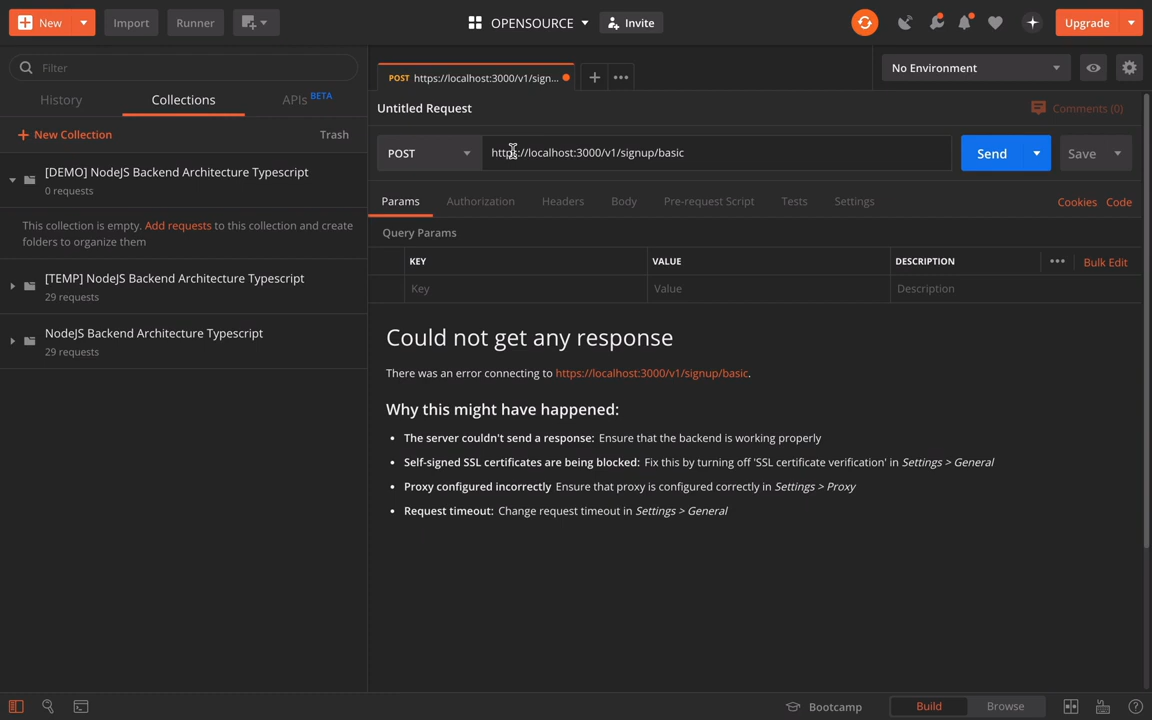 New
Import
Runner
OPENSOURCE
Invite
Upgrade
Filter
History
Collections
APIs BETA
+ New Collection
Trash
[DEMO] NodeJS Backend Architecture Typescript
0 requests
This collection is empty. Add requests to this collection and create
folders to organize them
[TEMP] NodeJS Backend Architecture Typescript
29 requests
NodeJS Backend Architecture Typescript
29 requests
POST https://localhost:3000/v1/sign...
No Environment
Untitled Request
Comments (0)
POST
https://localhost:3000/v1/signup/basic
Send
Save
Params
Authorization
Headers
Body
Pre-request Script
Tests
Settings
Cookies
Code
Query Params
KEY
VALUE
DESCRIPTION
Bulk Edit
Key
Value
Description
Could not get any response
There was an error connecting to https://localhost:3000/v1/signup/basic.
Why this might have happened:
• The server couldn't send a response: Ensure that the backend is working properly
• Self-signed SSL certificates are being blocked: Fix this by turning off 'SSL certificate verification' in Settings > General
• Proxy configured incorrectly Ensure that proxy is configured correctly in Settings > Proxy
• Request timeout: Change request timeout in Settings > General
Bootcamp
Build
Browse